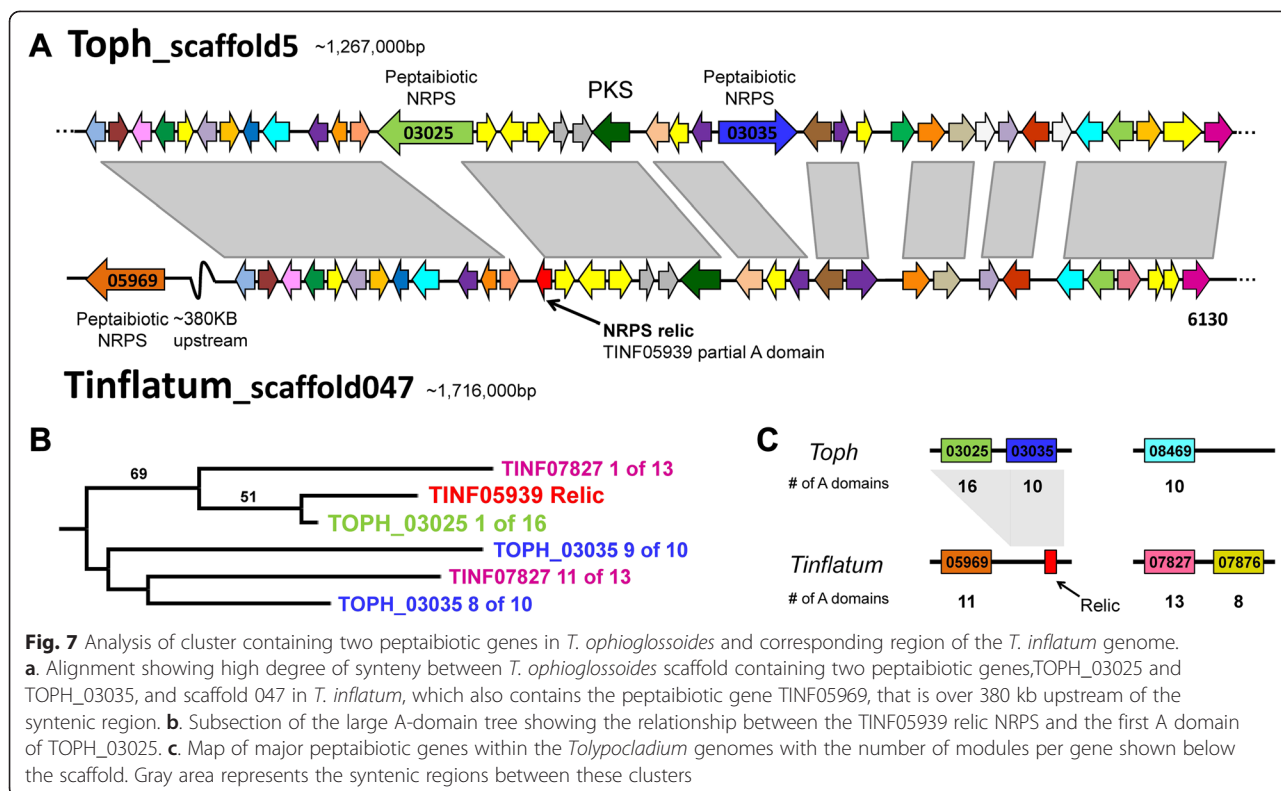 A Toph_scaffold5 ~1,267,000bp
Peptaibiotic
NRPS
PKS
Peptaibiotic
NRPS
03025
03035
05969
Peptaibiotic
NRPS
~380KB
upstream
NRPS relic
TINF05939 partial A domain
6130
Tinflatum_scaffold047 ~1,716,000bp
B
69
51
TINF07827 1 of 13
TINF05939 Relic
TOPH_03025 1 of 16
TOPH_03035 9 of 10
TINF07827 11 of 13
TOPH_03035 8 of 10
C
Toph 03025 03035 08469
# of A domains 16 10 10
Tinflatum 05969 07827 07876
# of A domains 11 13 8
Relic
Fig. 7 Analysis of cluster containing two peptaibiotic genes in T. ophioglossoides and corresponding region of the T. inflatum genome.
a. Alignment showing high degree of synteny between T. ophioglossoides scaffold containing two peptaibiotic genes,TOPH_03025 and
TOPH_03035, and scaffold 047 in T. inflatum, which also contains the peptaibiotic gene TINF05969, that is over 380 kb upstream of the
syntenic region. b. Subsection of the large A-domain tree showing the relationship between the TINF05939 relic NRPS and the first A domain
of TOPH_03025. c. Map of major peptaibiotic genes within the Tolypocladium genomes with the number of modules per gene shown below
the scaffold. Gray area represents the syntenic regions between these clusters